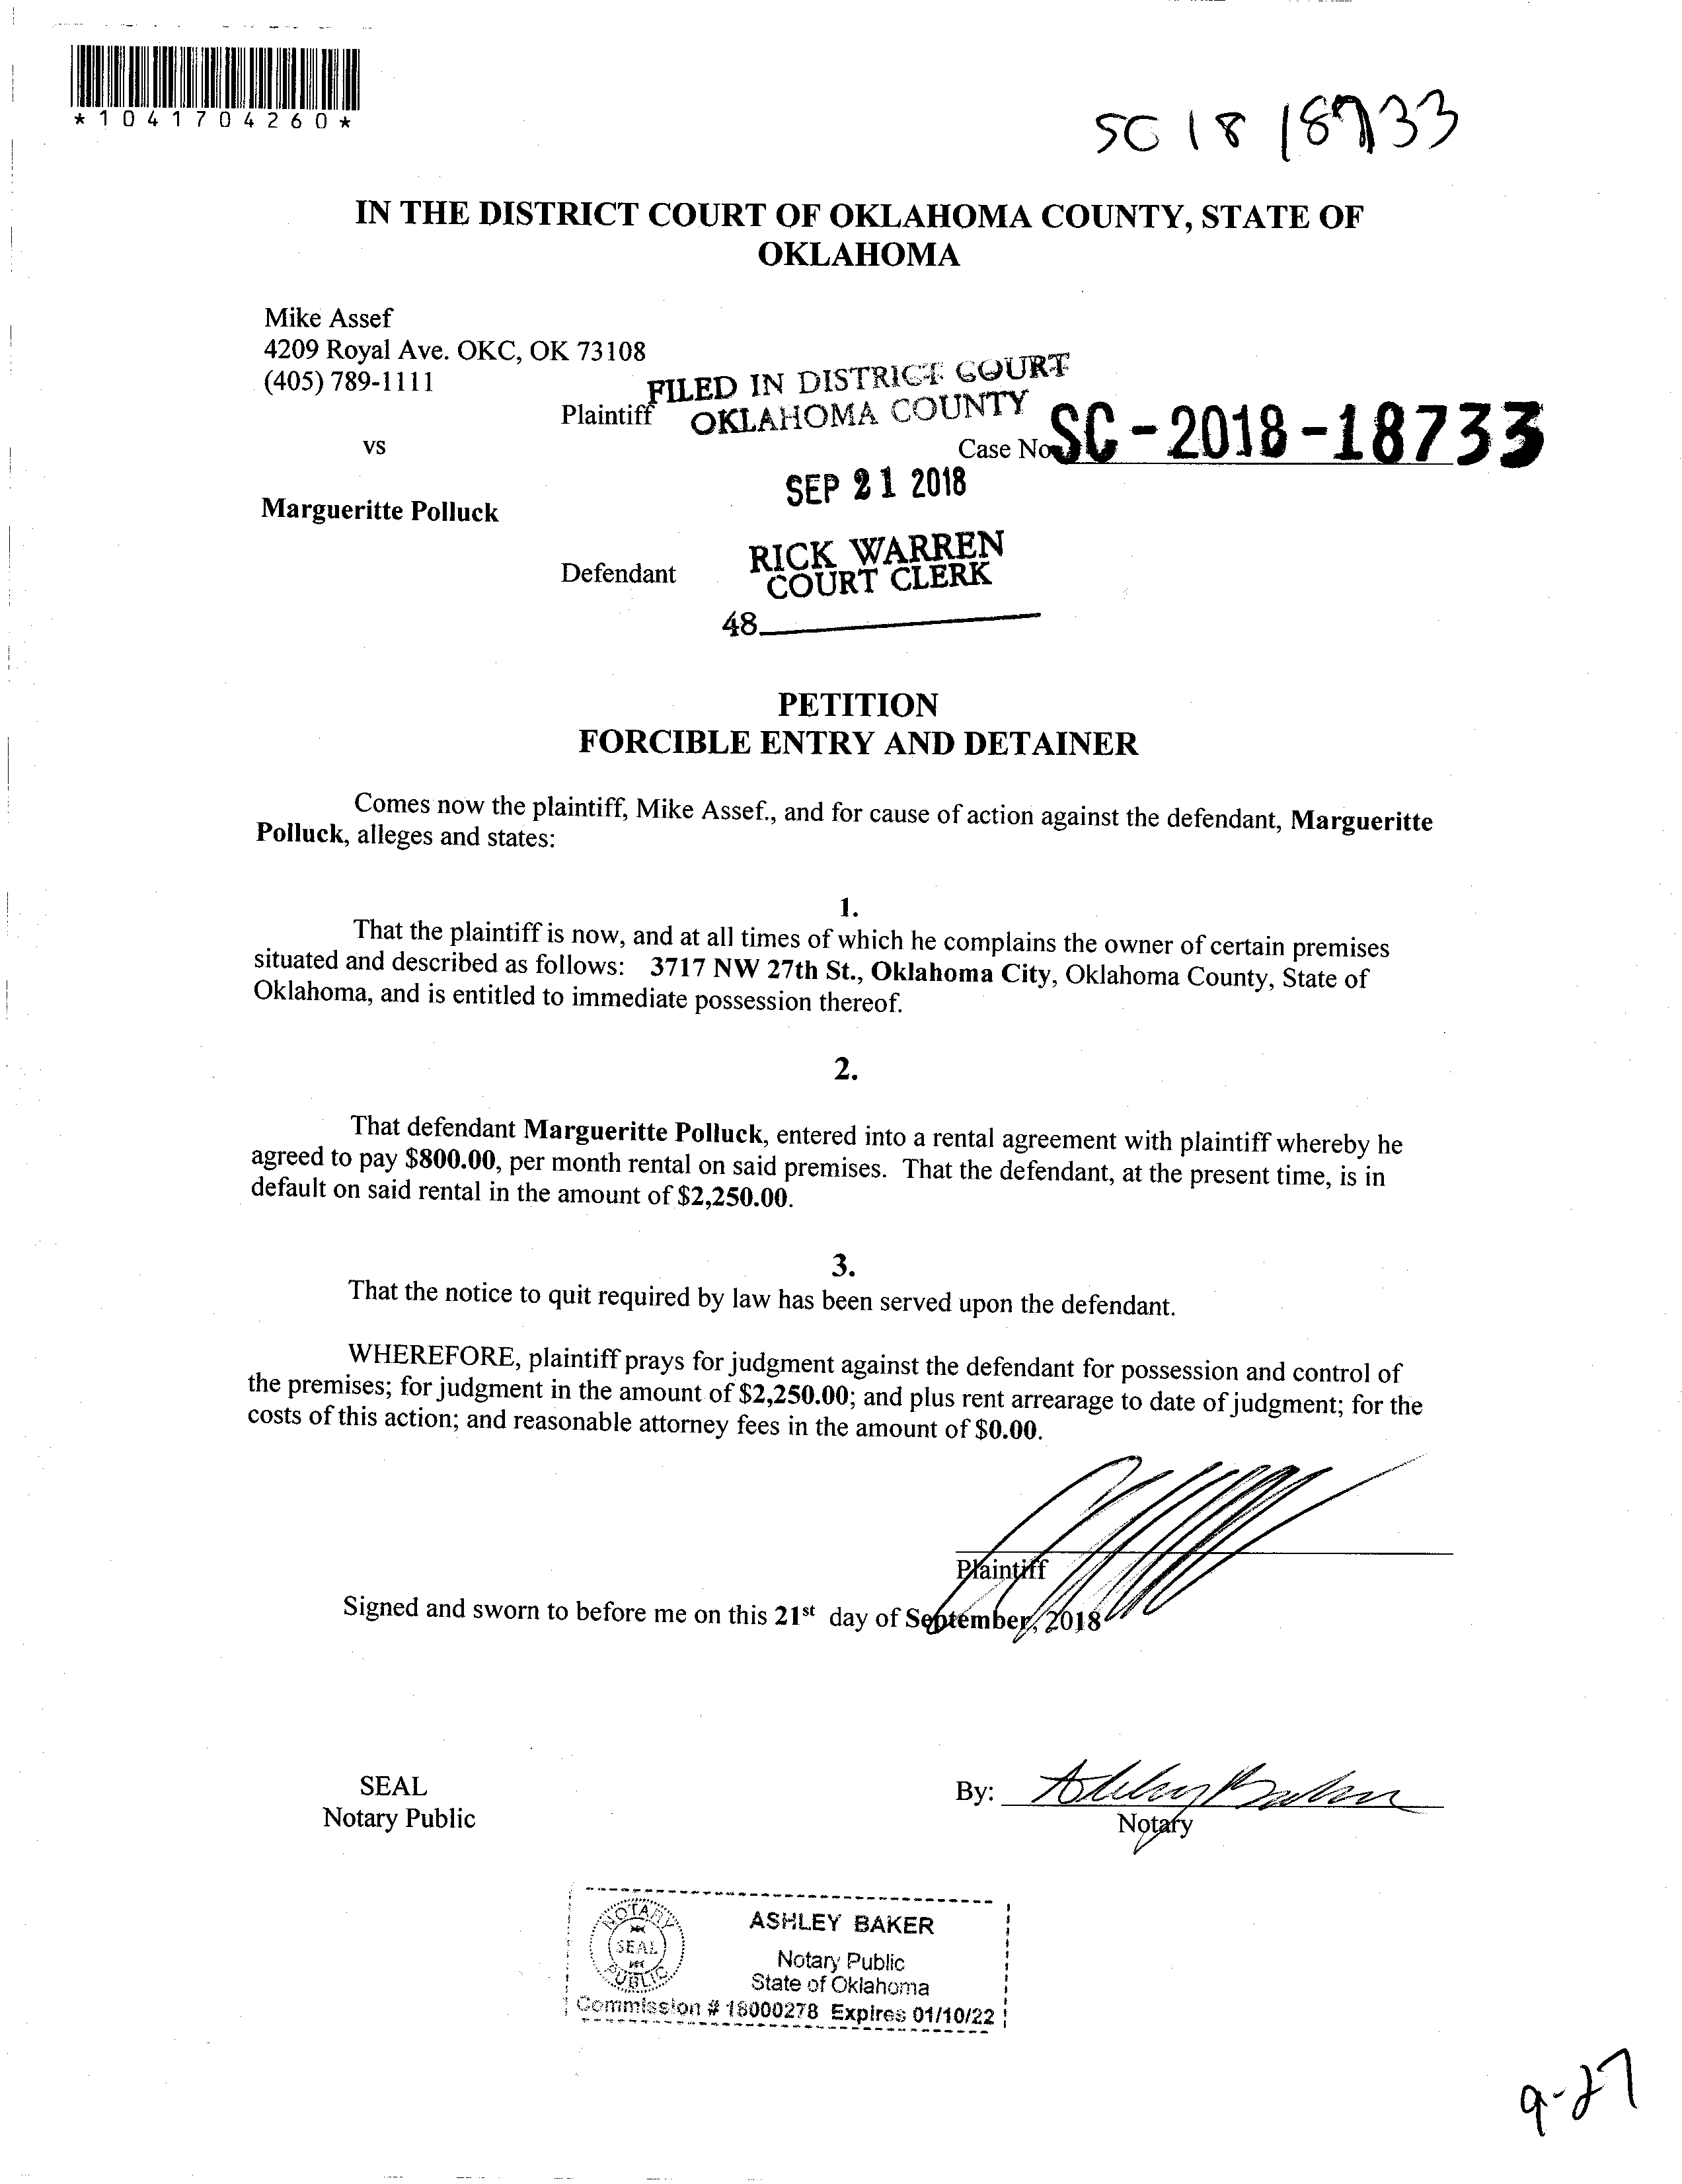 *1041704260*
SC 18 18733
IN THE DISTRICT COURT OF OKLAHOMA COUNTY, STATE OF
OKLAHOMA
Mike Assef
4209 Royal Ave. OKC, OK 73108
(405) 789-1111
Plaintiff
FILED IN DISTRICT COURT
OKLAHOMA COUNTY
vs
Case No SC-2018-18733
SEP 21 2018
Margueritte Polluck
Defendant
RICK WARREN
COURT CLERK
48
PETITION
FORCIBLE ENTRY AND DETAINER
Comes now the plaintiff, Mike Assef., and for cause of action against the defendant, Margueritte
Polluck, alleges and states:
1.
That the plaintiff is now, and at all times of which he complains the owner of certain premises
situated and described as follows: 3717 NW 27th St., Oklahoma City, Oklahoma County, State of
Oklahoma, and is entitled to immediate possession thereof.
2.
That defendant Margueritte Polluck, entered into a rental agreement with plaintiff whereby he
agreed to pay $800.00, per month rental on said premises. That the defendant, at the present time, is in
default on said rental in the amount of $2,250.00.
3.
That the notice to quit required by law has been served upon the defendant.
WHEREFORE, plaintiff prays for judgment against the defendant for possession and control of
the premises; for judgment in the amount of $2,250.00; and plus rent arrearage to date of judgment; for the
costs of this action; and reasonable attorney fees in the amount of $0.00.
Plaintiff
Signed and sworn to before me on this 21st day of September, 2018
SEAL
Notary Public
By: Ashley Baker
Notary
NOTARY
SEAL
PUBLIC
ASHLEY BAKER
Notary Public
State of Oklahoma
Commission # 18000278 Expires 01/10/22
9-27